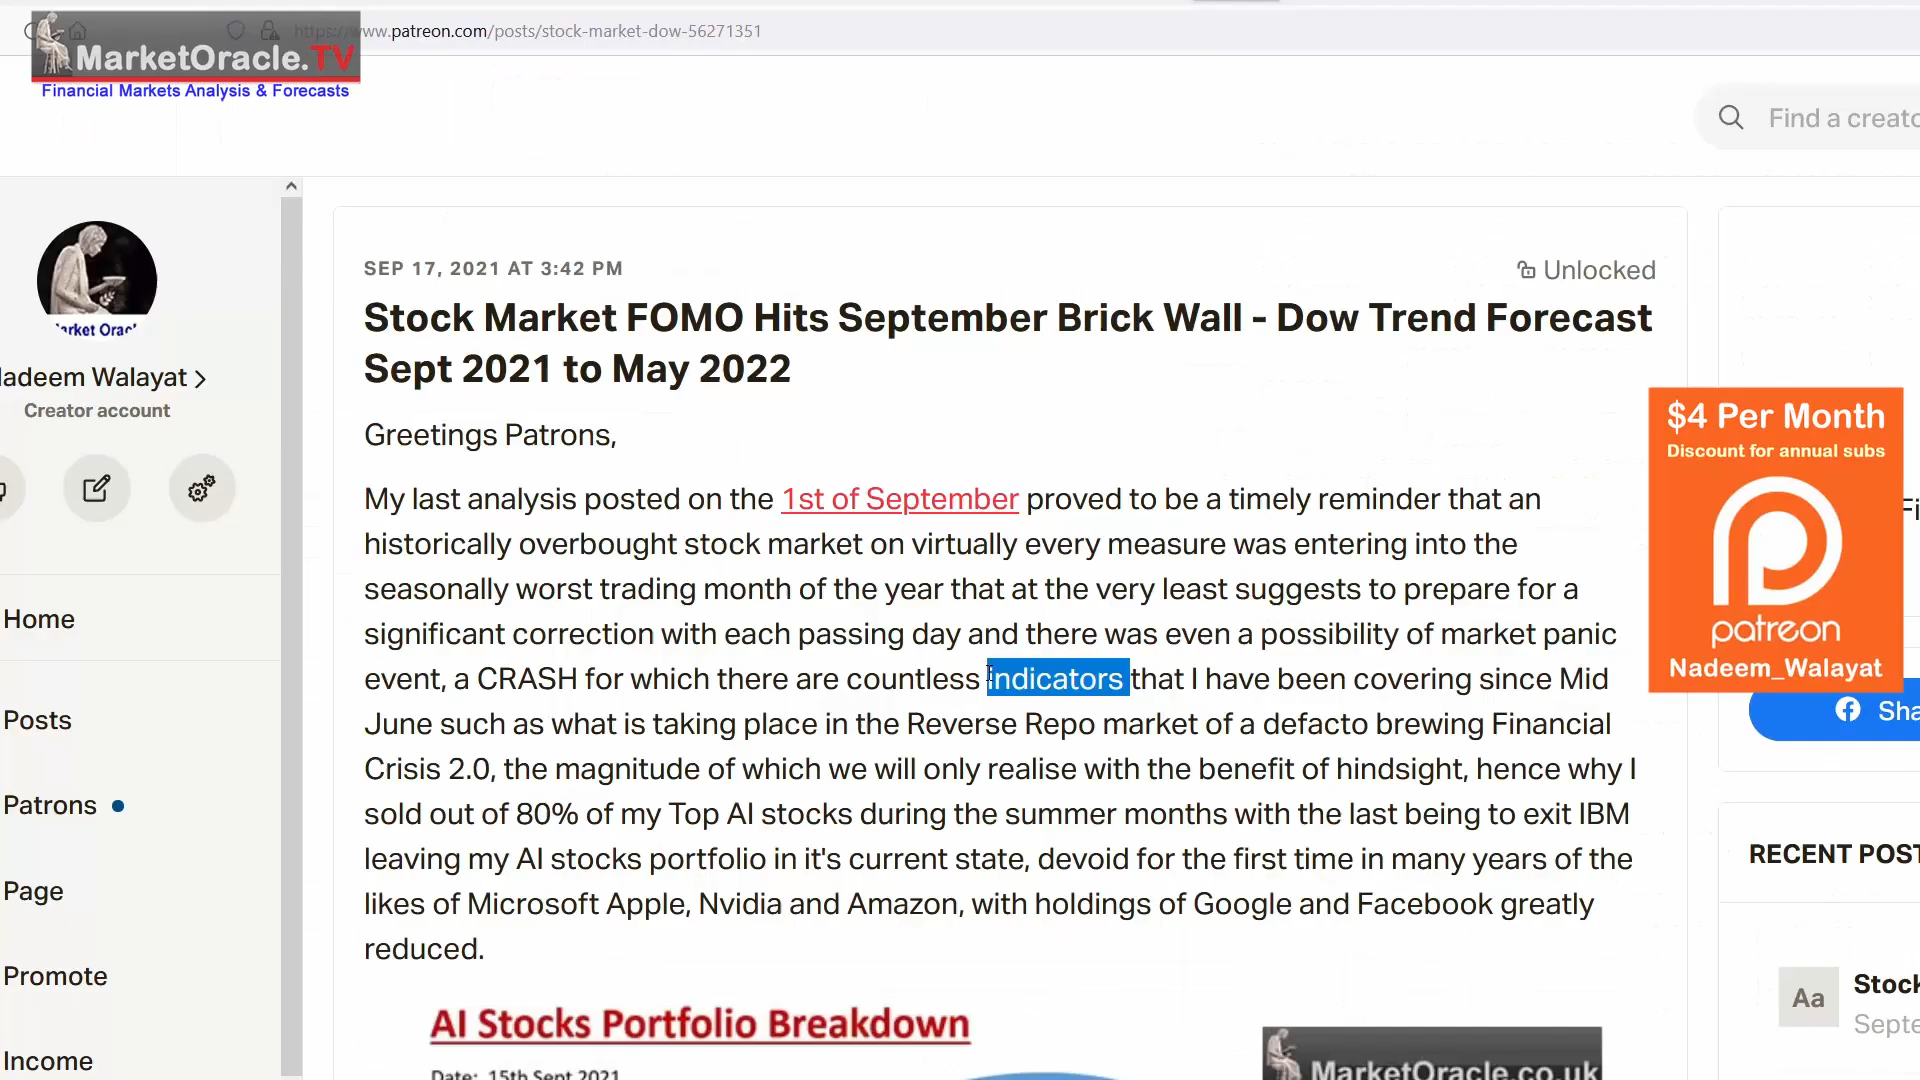 https://www.patreon.com/posts/stock-market-dow-56271351
MarketOracle.TV
Financial Markets Analysis & Forecasts
Find a creato
SEP 17, 2021 AT 3:42 PM
Unlocked
Stock Market FOMO Hits September Brick Wall - Dow Trend Forecast
Sept 2021 to May 2022
Greetings Patrons,
My last analysis posted on the 1st of September proved to be a timely reminder that an
historically overbought stock market on virtually every measure was entering into the
seasonally worst trading month of the year that at the very least suggests to prepare for a
significant correction with each passing day and there was even a possibility of market panic
event, a CRASH for which there are countless indicators that I have been covering since Mid
June such as what is taking place in the Reverse Repo market of a defacto brewing Financial
Crisis 2.0, the magnitude of which we will only realise with the benefit of hindsight, hence why I
sold out of 80% of my Top AI stocks during the summer months with the last being to exit IBM
leaving my AI stocks portfolio in it's current state, devoid for the first time in many years of the
likes of Microsoft Apple, Nvidia and Amazon, with holdings of Google and Facebook greatly
reduced.
AI Stocks Portfolio Breakdown
Date: 15th Sept 2021
MarketOracle.co.uk
arket Orac
adeem Walayat
Creator account
Home
Posts
Patrons
Page
Promote
Income
$4 Per Month
Discount for annual subs
patreon
Nadeem_Walayat
Fi
Sha
RECENT POST
Aa
Stock
Septe